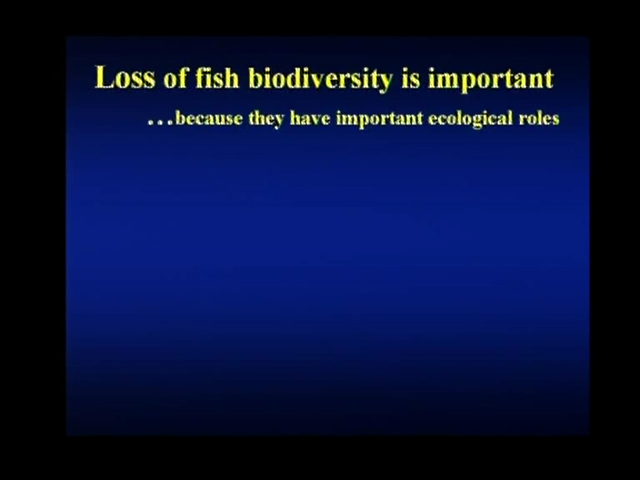 Loss of fish biodiversity is important
...because they have important ecological roles